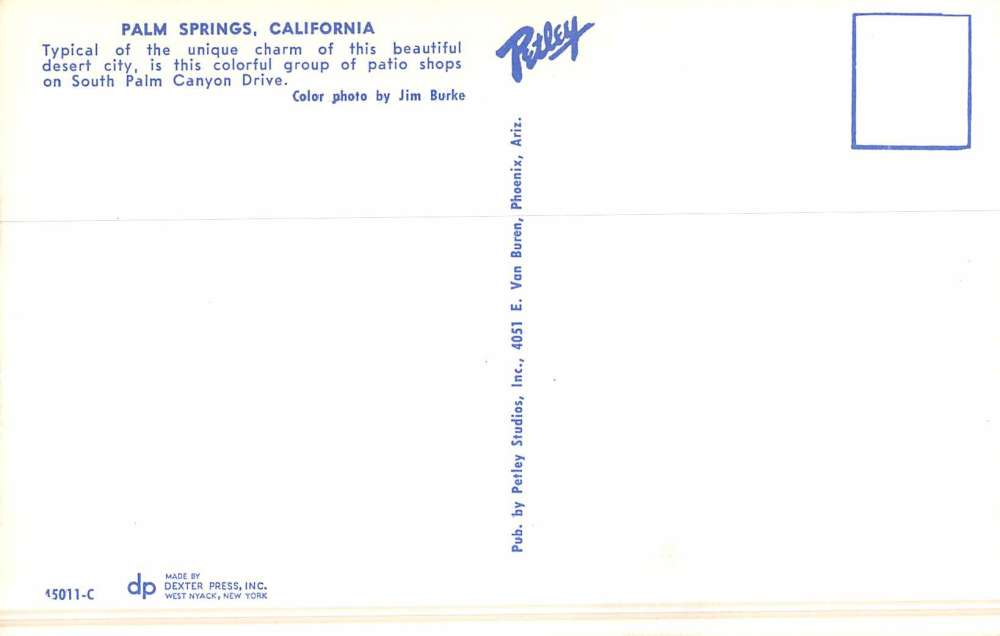 PALM SPRINGS, CALIFORNIA
Typical of the unique charm of this beautiful
desert city, is this colorful group of patio shops
on South Palm Canyon Drive.
Color photo by Jim Burke
Petley
Pub. by Petley Studios, Inc., 4051 E. Van Buren, Phoenix, Ariz.
45011-C
dp
MADE BY
DEXTER PRESS, INC.
WEST NYACK, NEW YORK